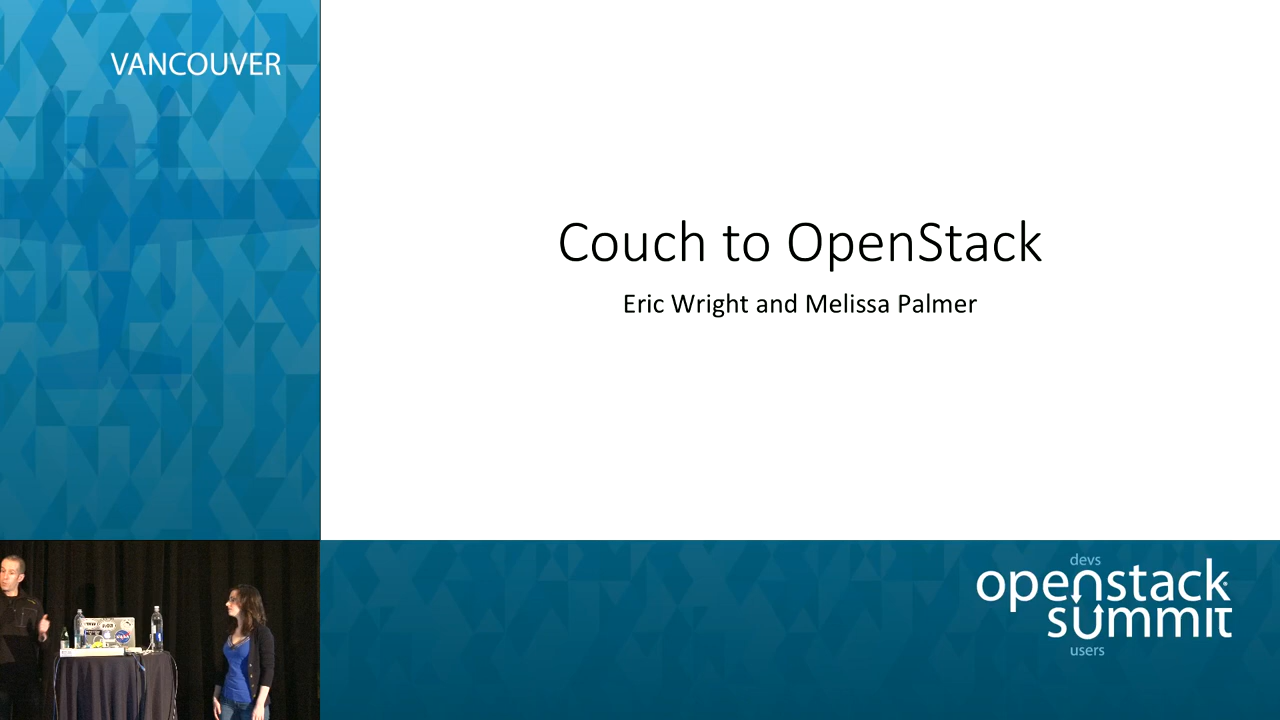 VANCOUVER
Couch to OpenStack
Eric Wright and Melissa Palmer
devs
openstack
summit
users